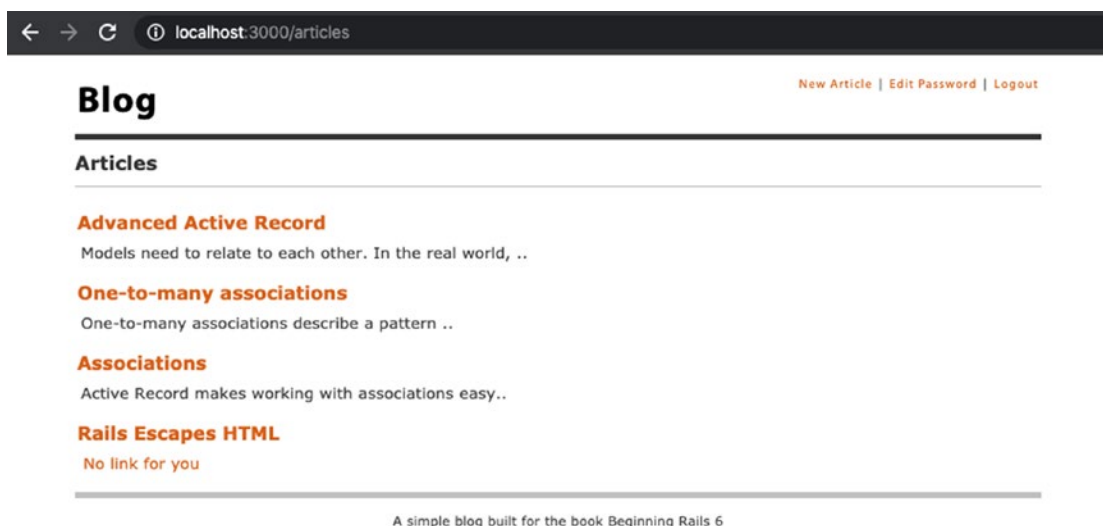 localhost:3000/articles
Blog
New Article | Edit Password | Logout
Articles
Advanced Active Record
Models need to relate to each other. In the real world, ..
One-to-many associations
One-to-many associations describe a pattern ..
Associations
Active Record makes working with associations easy..
Rails Escapes HTML
No link for you
A simple blog built for the book Beginning Rails 6